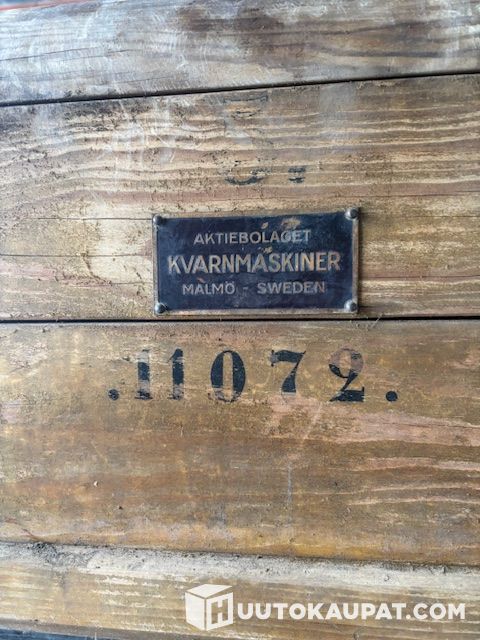 AKTIEBOLAGET
KVARNMASKINER
MALMÖ - SWEDEN
.11072.
HUUTOKAUPAT.COM